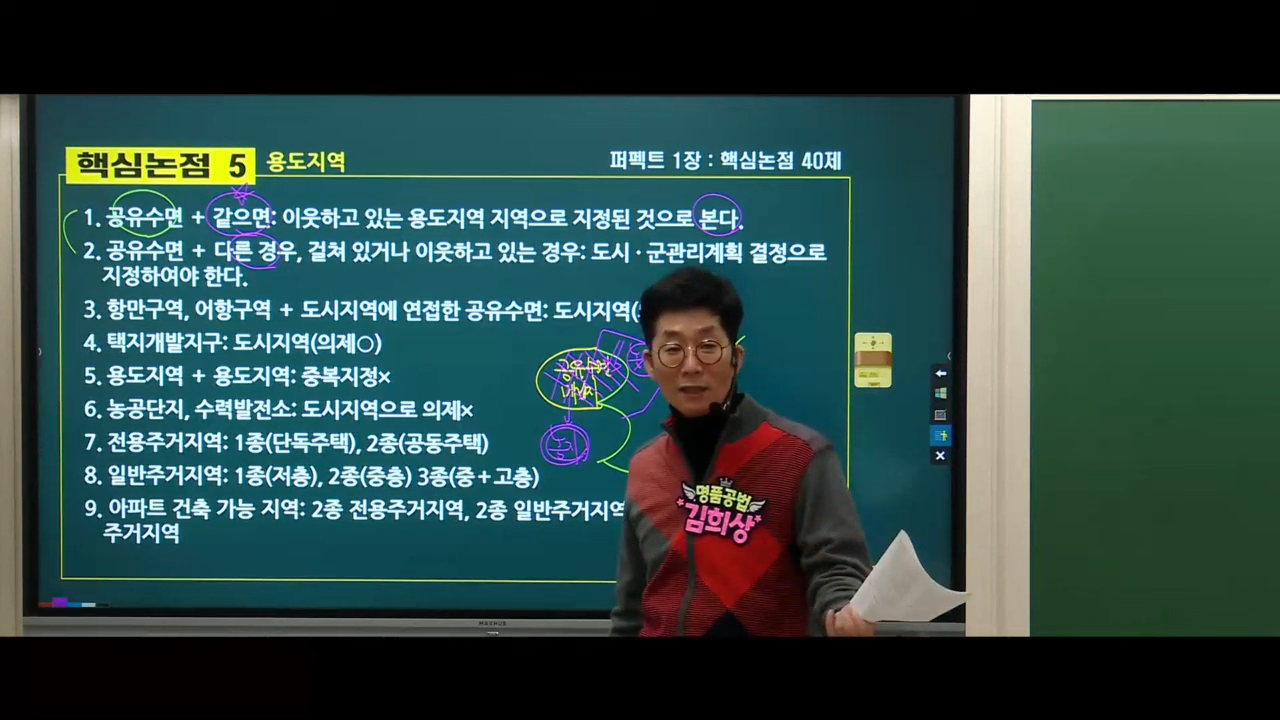 핵심논점 5 용도지역 퍼펙트 1장 : 핵심논점 40제
1. 공유수면 + 같으면: 이웃하고 있는 용도지역 지역으로 지정된 것으로 본다.
2. 공유수면 + 다른 경우, 걸쳐 있거나 이웃하고 있는 경우: 도시·군관리계획 결정으로
지정하여야 한다.
3. 항만구역, 어항구역 + 도시지역에 연접한 공유수면: 도시지역(
4. 택지개발지구: 도시지역(의제○)
5. 용도지역 + 용도지역: 중복지정×
6. 농공단지, 수력발전소: 도시지역으로 의제×
7. 전용주거지역: 1종(단독주택), 2종(공동주택)
8. 일반주거지역: 1종(저층), 2종(중층) 3종(중+고층)
9. 아파트 건축 가능 지역: 2종 전용주거지역, 2종 일반주거지역
주거지역
공유수면
명품공법
김희상
MAXHUB